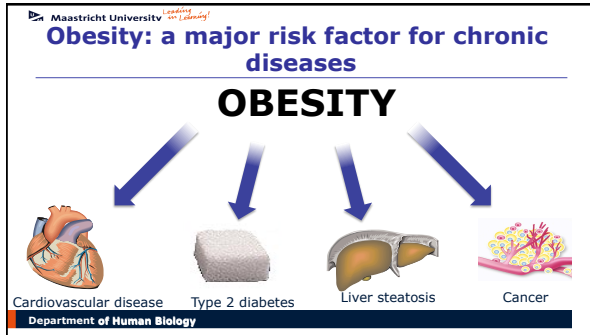 Maastricht University Leading in Learning!
Obesity: a major risk factor for chronic
diseases
OBESITY
Cardiovascular disease Type 2 diabetes Liver steatosis Cancer
Department of Human Biology